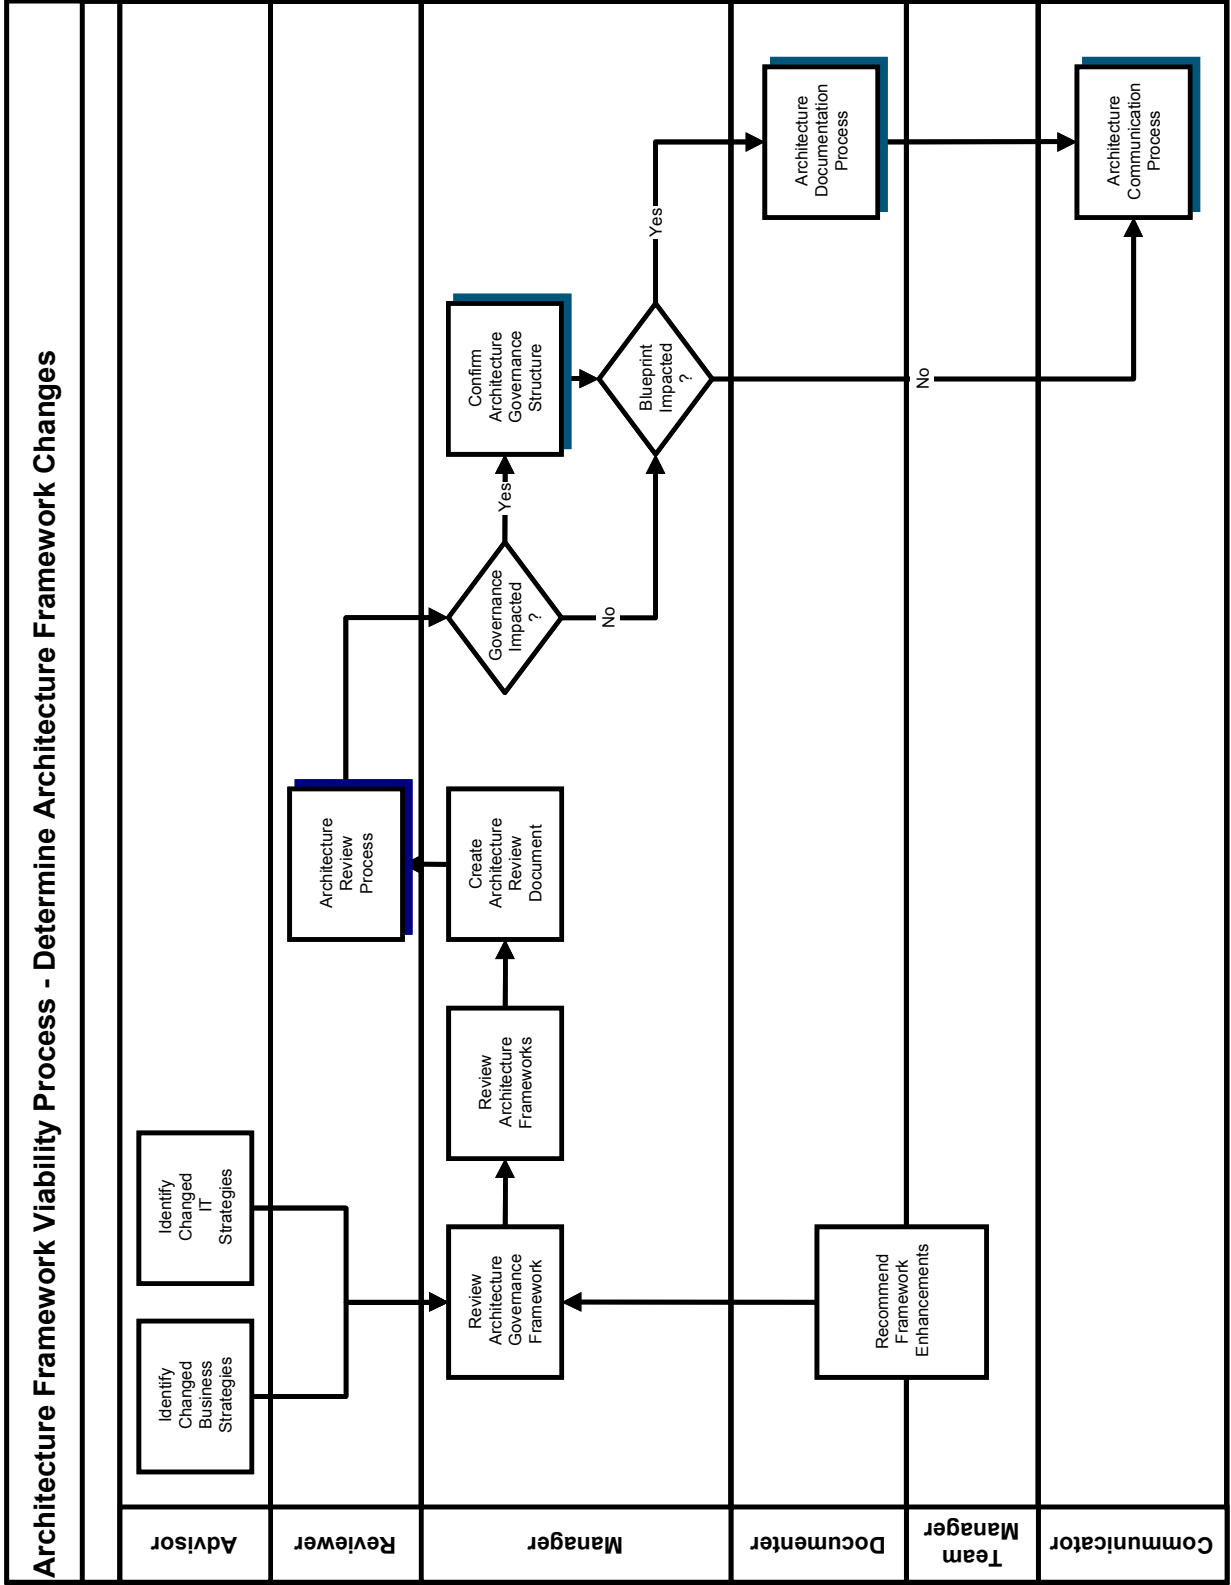 Architecture Framework Viability Process - Determine Architecture Framework Changes
Advisor
Identify
Changed
Business
Strategies
Identify
Changed
IT
Strategies
Reviewer
Architecture
Review
Process
Manager
Review
Architecture
Governance
Framework
Review
Architecture
Frameworks
Create
Architecture
Review
Document
Governance
Impacted
?
Yes
No
Confirm
Architecture
Governance
Structure
Blueprint
Impacted
?
Yes
No
Documenter
Architecture
Documentation
Process
Team
Manager
Recommend
Framework
Enhancements
Communicator
Architecture
Communication
Process